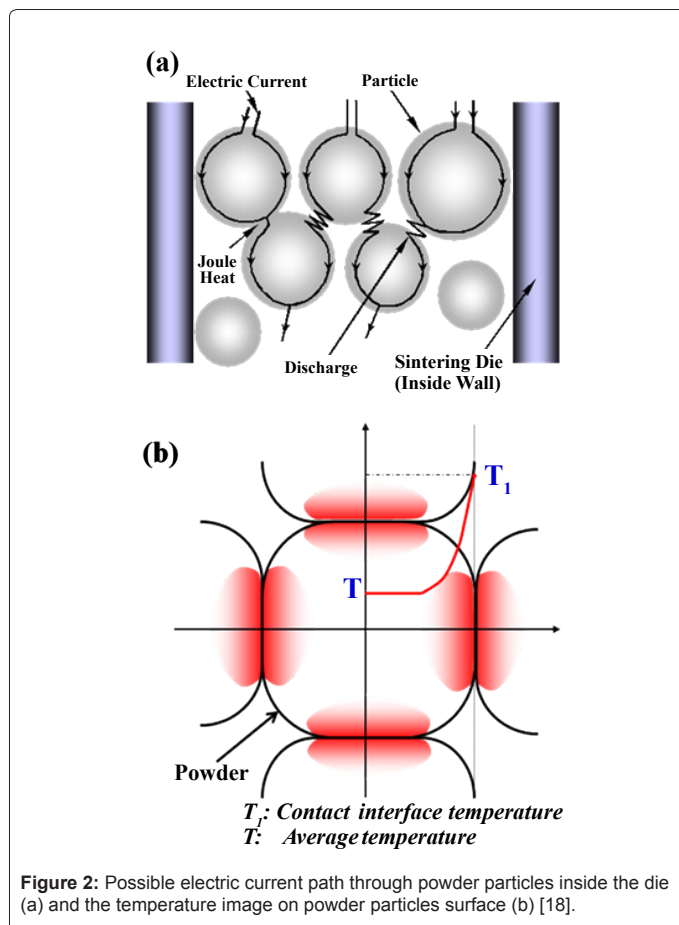 (a)
Electric Current
Particle
Joule
Heat
Discharge
Sintering Die
(Inside Wall)
(b)
T1
T
Powder
T1: Contact interface temperature
T: Average temperature
Figure 2: Possible electric current path through powder particles inside the die
(a) and the temperature image on powder particles surface (b) [18].